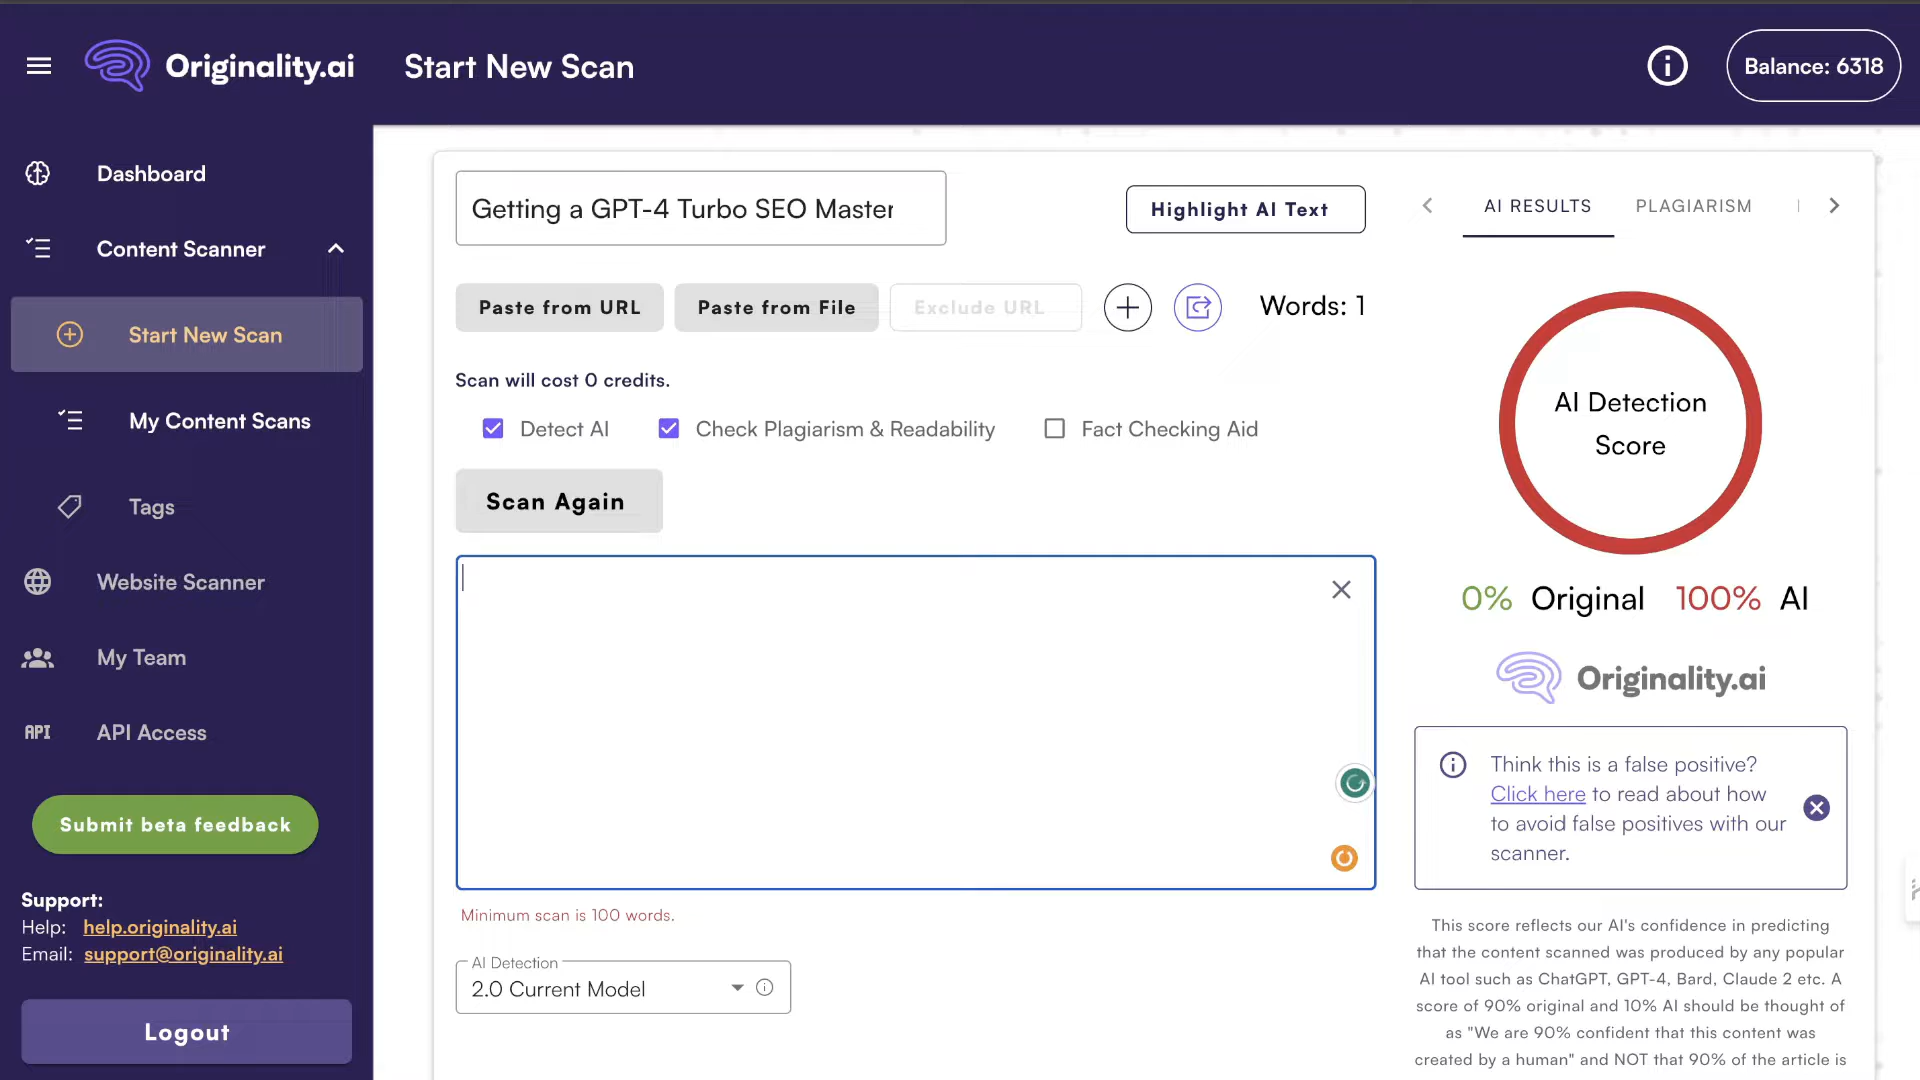 Originality.ai
Start New Scan
Balance: 6318
Dashboard
Content Scanner
Start New Scan
My Content Scans
Tags
Website Scanner
My Team
API
API Access
Submit beta feedback
Support:
Help: help.originality.ai
Email: support@originality.ai
Logout
Getting a GPT-4 Turbo SEO Master
Highlight AI Text
Paste from URL
Paste from File
Exclude URL
Words: 1
Scan will cost 0 credits.
Detect AI
Check Plagiarism & Readability
Fact Checking Aid
Scan Again
Minimum scan is 100 words.
AI Detection
2.0 Current Model
AI RESULTS
PLAGIARISM
AI Detection
Score
0% Original 100% AI
Originality.ai
Think this is a false positive?
Click here to read about how
to avoid false positives with our
scanner.
This score reflects our AI's confidence in predicting
that the content scanned was produced by any popular
AI tool such as ChatGPT, GPT-4, Bard, Claude 2 etc. A
score of 90% original and 10% AI should be thought of
as "We are 90% confident that this content was
created by a human" and NOT that 90% of the article is